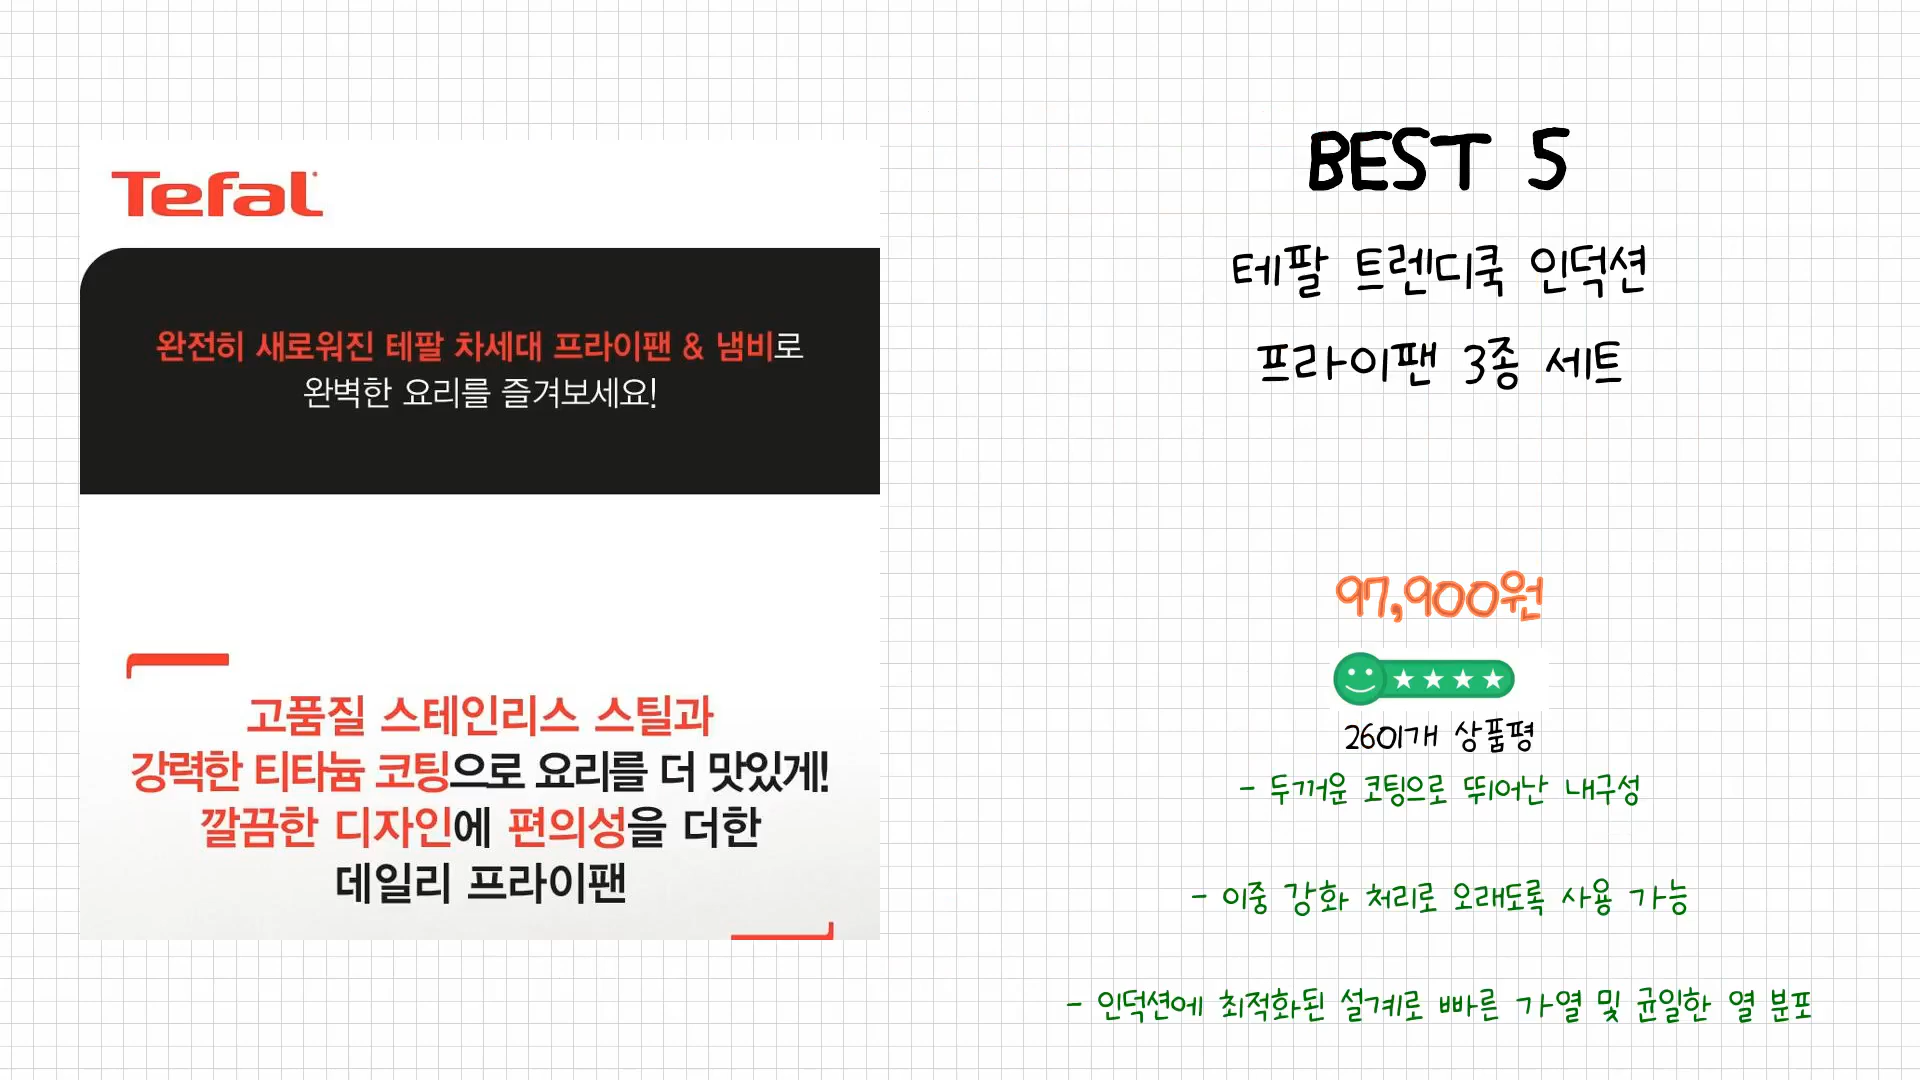 Tefal
완전히 새로워진 테팔 차세대 프라이팬 & 냄비로
완벽한 요리를 즐겨보세요!
고품질 스테인리스 스틸과
강력한 티타늄 코팅으로 요리를 더 맛있게!
깔끔한 디자인에 편의성을 더한
데일리 프라이팬
BEST 5
테팔 트렌디쿡 인덕션
프라이팬 3종 세트
97,900원
2601개 상품평
- 두꺼운 코팅으로 뛰어난 내구성
- 이중 강화 처리로 오래도록 사용 가능
- 인덕션에 최적화된 설계로 빠른 가열 및 균일한 열 분포